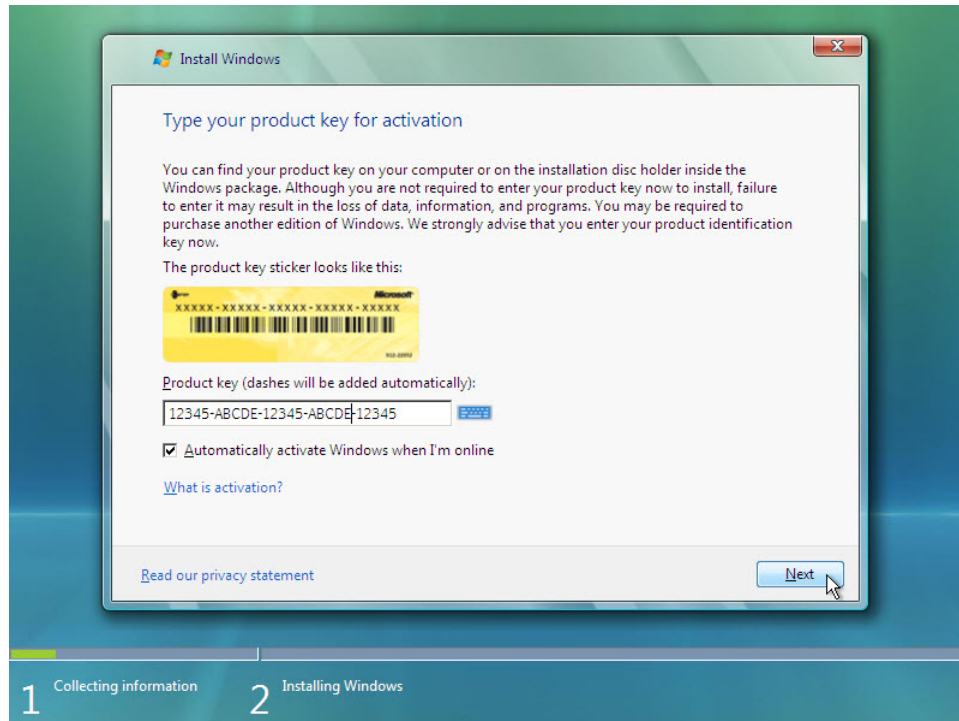 Install Windows
Type your product key for activation
You can find your product key on your computer or on the installation disc holder inside the
Windows package. Although you are not required to enter your product key now to install, failure
to enter it may result in the loss of data, information, and programs. You may be required to
purchase another edition of Windows. We strongly advise that you enter your product identification
key now.
The product key sticker looks like this:
Microsoft
XXXXX-XXXXX-XXXXX-XXXXX-XXXXX
Product key (dashes will be added automatically):
12345-ABCDE-12345-ABCDE-12345
Automatically activate Windows when I'm online
What is activation?
Read our privacy statement
Next
1 Collecting information
2 Installing Windows